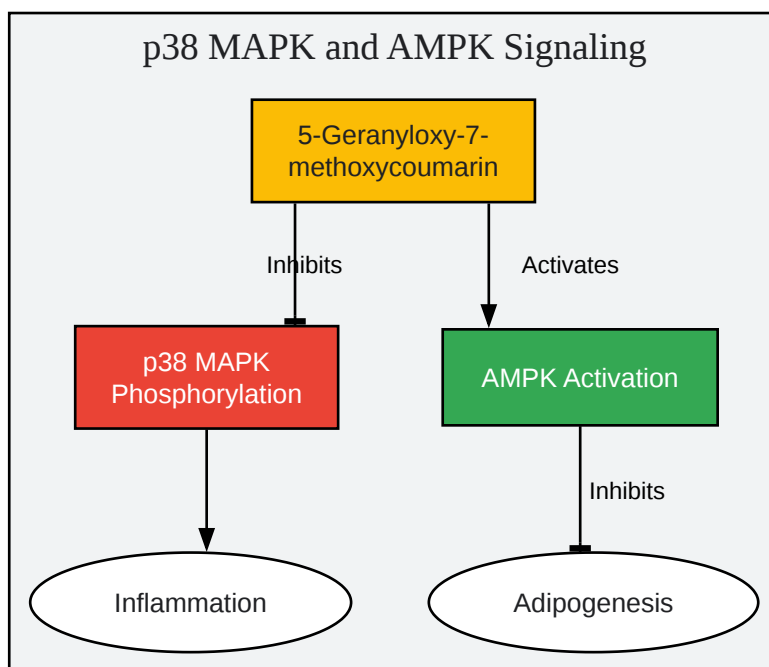 p38 MAPK and AMPK Signaling
5-Geranyloxy-7-
methoxycoumarin
Inhibits
Activates
p38 MAPK
Phosphorylation
AMPK Activation
Inhibits
Inflammation
Adipogenesis